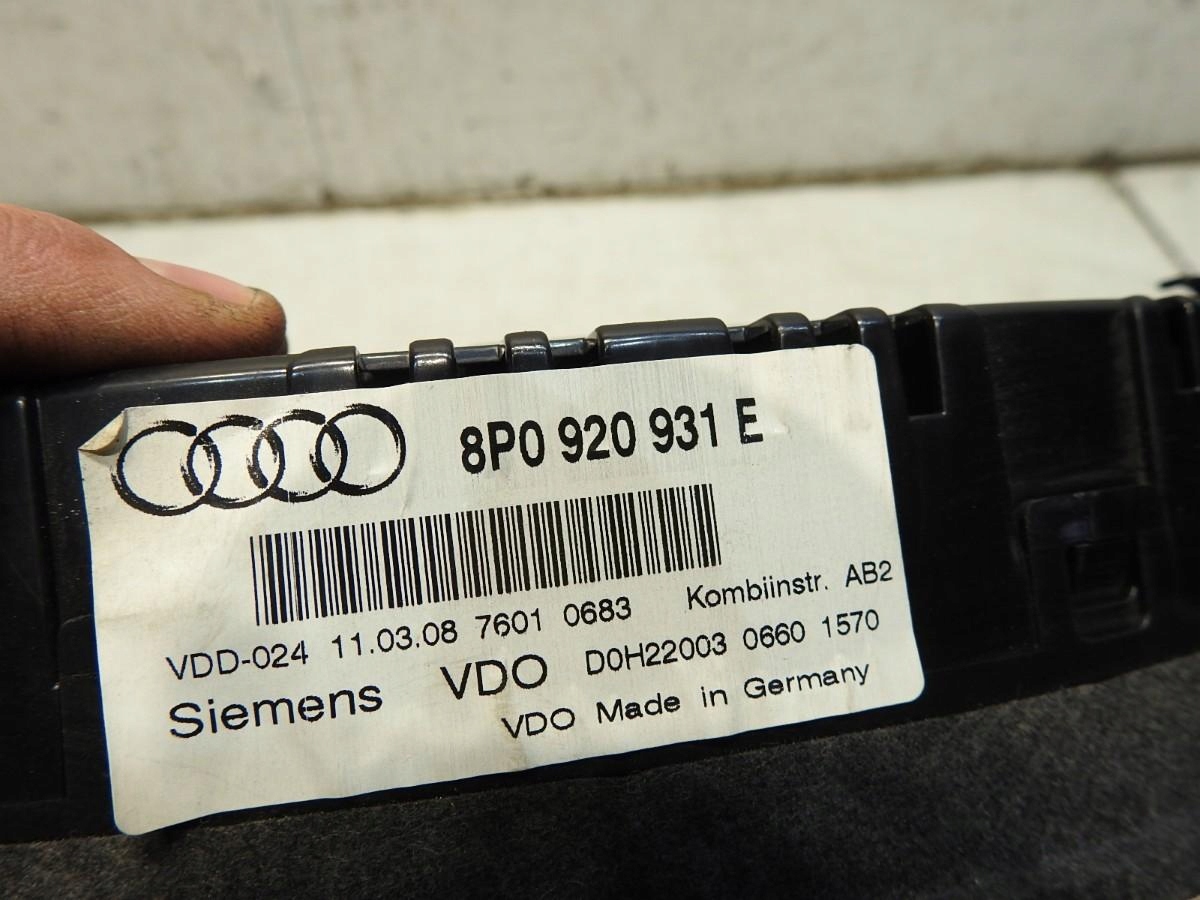 8P0 920 931 E
VDD-024 11.03.08 7601 0683 Kombiinstr. AB2
Siemens VDO D0H22003 0660 1570
VDO Made in Germany